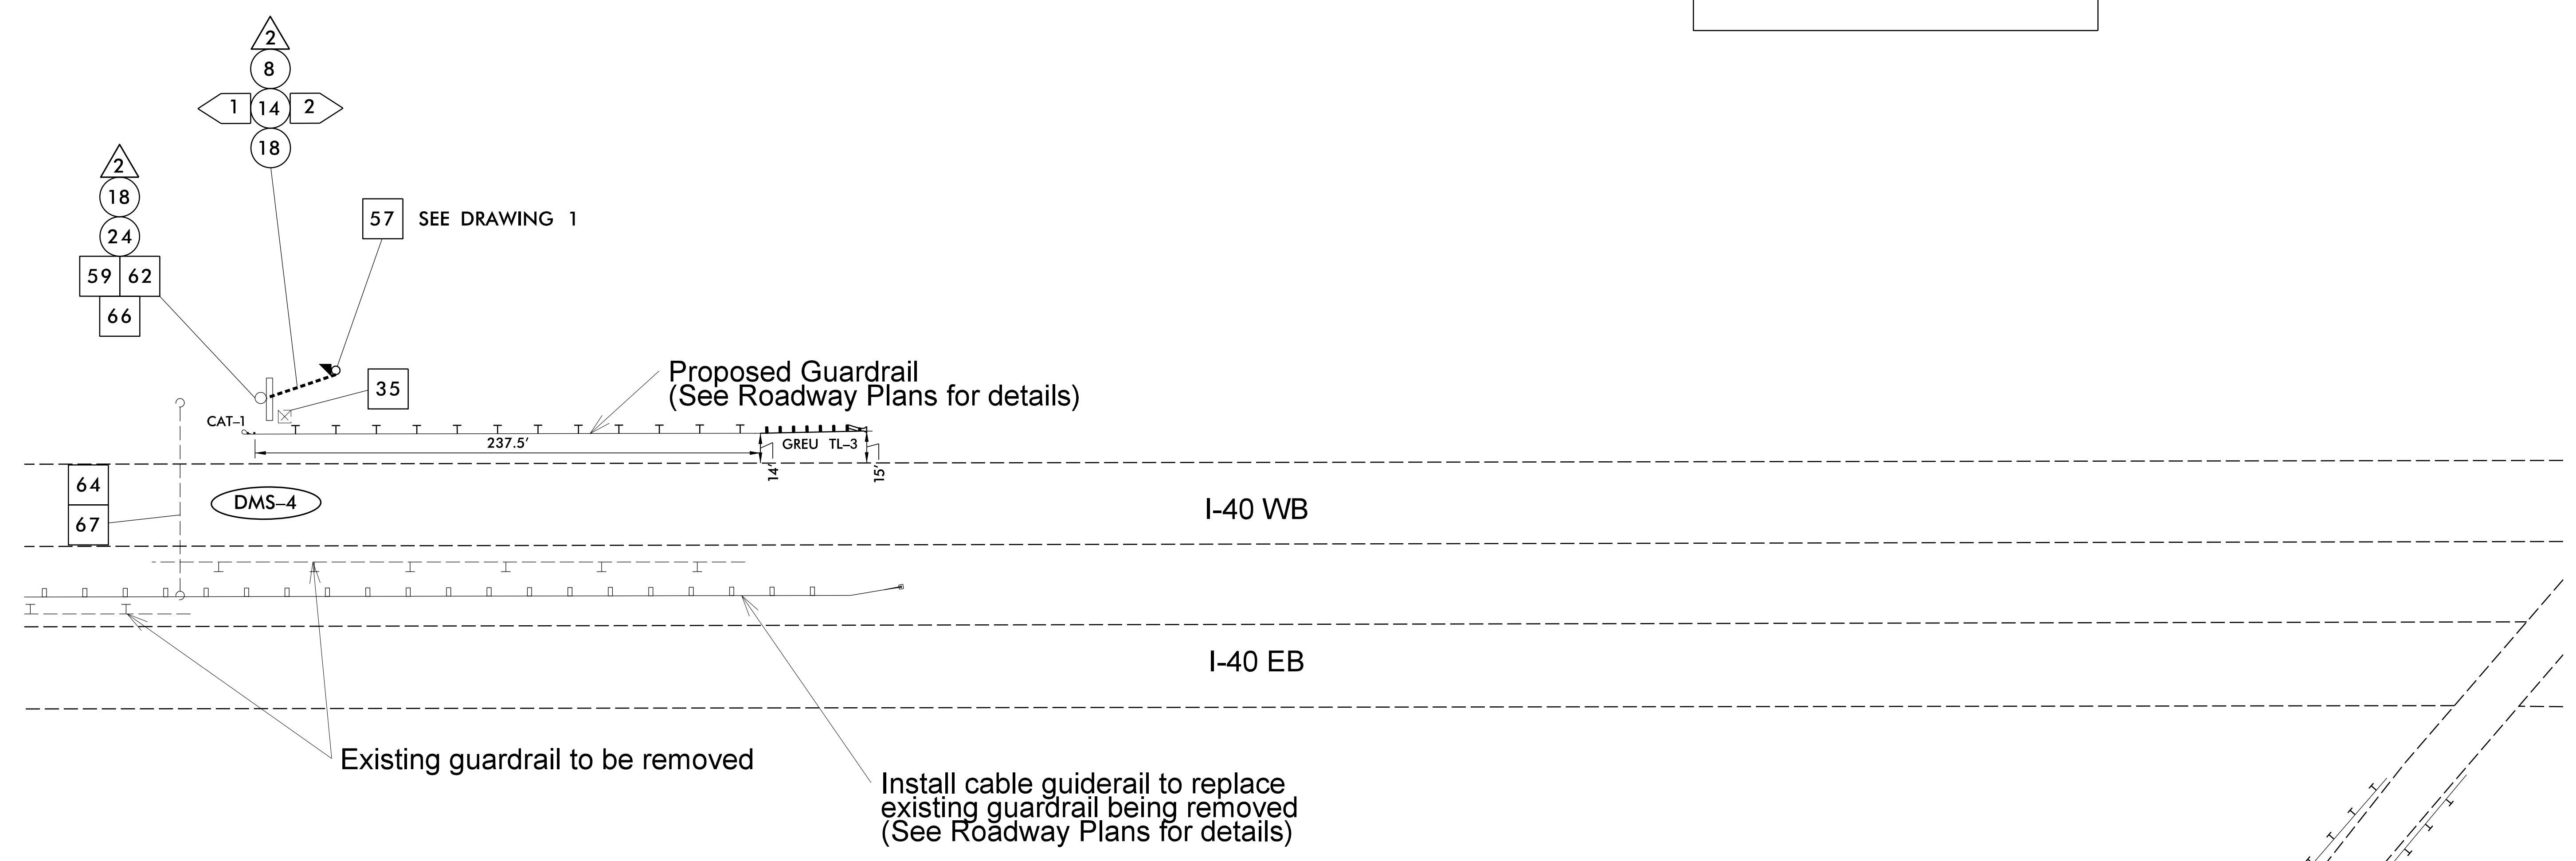 2
8
1 14 2
18
2
18
24
59 62
66
57 SEE DRAWING 1
35
Proposed Guardrail
(See Roadway Plans for details)
CAT-1
237.5'
GREU TL-3
14'
15'
64
67
DMS-4
I-40 WB
I-40 EB
Existing guardrail to be removed
Install cable guiderail to replace
existing guardrail being removed
(See Roadway Plans for details)